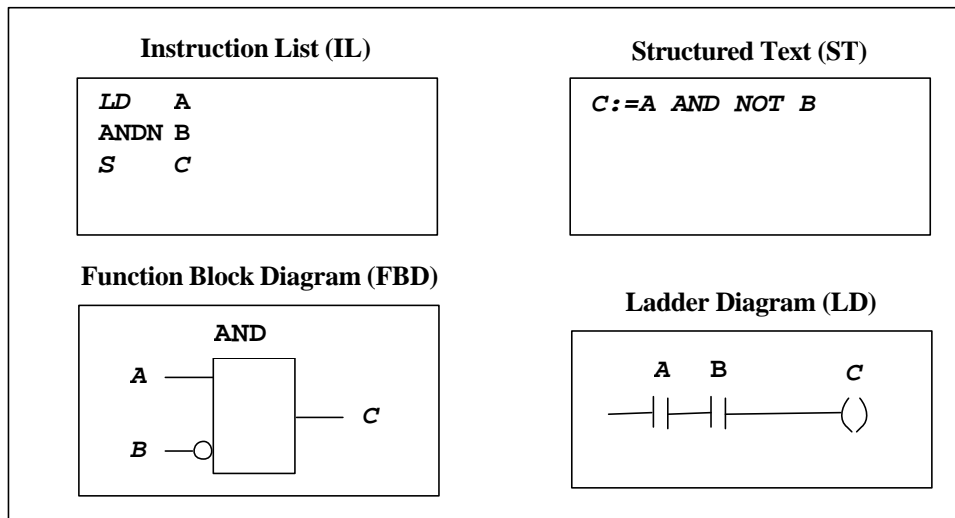 Instruction List (IL)
LD A
ANDN B
S C
Structured Text (ST)
C:=A AND NOT B
Function Block Diagram (FBD)
AND
A
B
C
Ladder Diagram (LD)
A B C